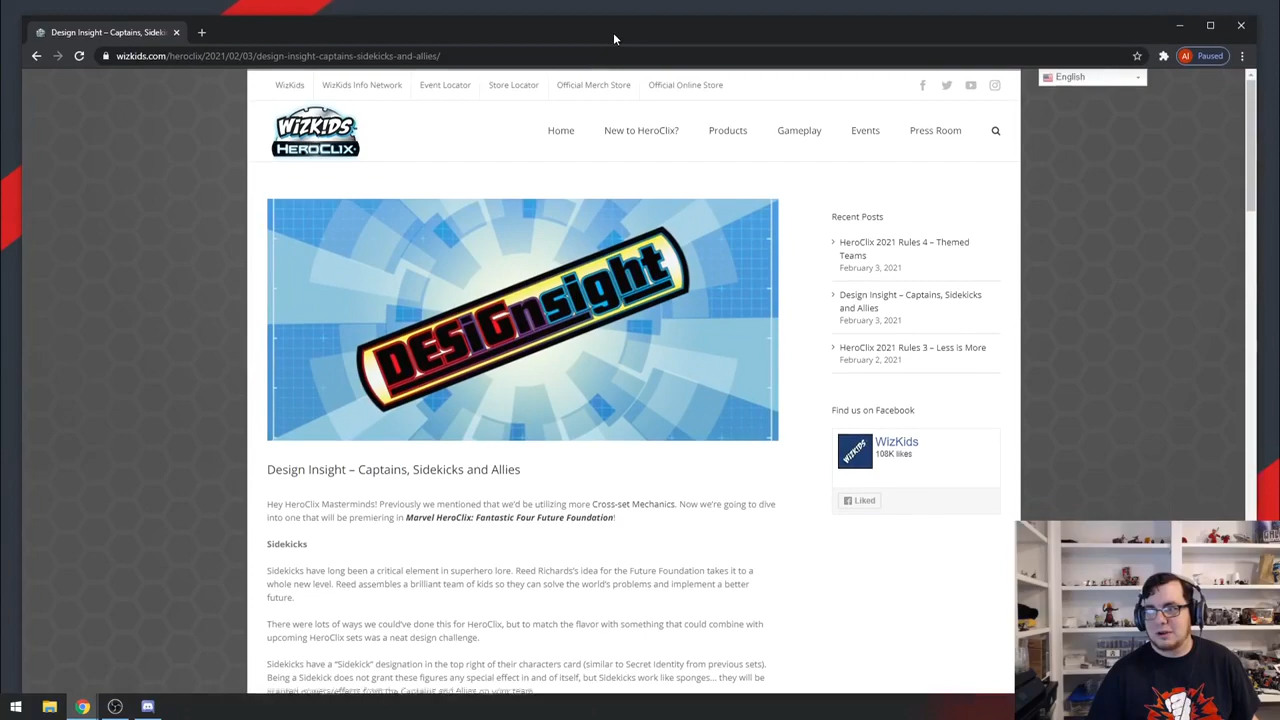 Design Insight – Captains, Sideki
wizkids.com/heroclix/2021/02/03/design-insight-captains-sidekicks-and-allies/
AI Paused
WizKids WizKids Info Network Event Locator Store Locator Official Merch Store Official Online Store
English
WIZKIDS
HEROCLIX
Home New to HeroClix? Products Gameplay Events Press Room
DESIGNsight
Recent Posts
HeroClix 2021 Rules 4 – Themed
Teams
February 3, 2021
Design Insight – Captains, Sidekicks
and Allies
February 3, 2021
HeroClix 2021 Rules 3 – Less is More
February 2, 2021
Find us on Facebook
WIZKIDS
WizKids
108K likes
Liked
Design Insight – Captains, Sidekicks and Allies
Hey HeroClix Masterminds! Previously we mentioned that we'd be utilizing more Cross-set Mechanics. Now we're going to dive
into one that will be premiering in Marvel HeroClix: Fantastic Four Future Foundation!
Sidekicks
Sidekicks have long been a critical element in superhero lore. Reed Richards's idea for the Future Foundation takes it to a
whole new level. Reed assembles a brilliant team of kids so they can solve the world's problems and implement a better
future.
There were lots of ways we could've done this for HeroClix, but to match the flavor with something that could combine with
upcoming HeroClix sets was a neat design challenge.
Sidekicks have a "Sidekick" designation in the top right of their characters card (similar to Secret Identity from previous sets).
Being a Sidekick does not grant these figures any special effect in and of itself, but Sidekicks work like sponges... they will be
from the Captains and Allies on your team